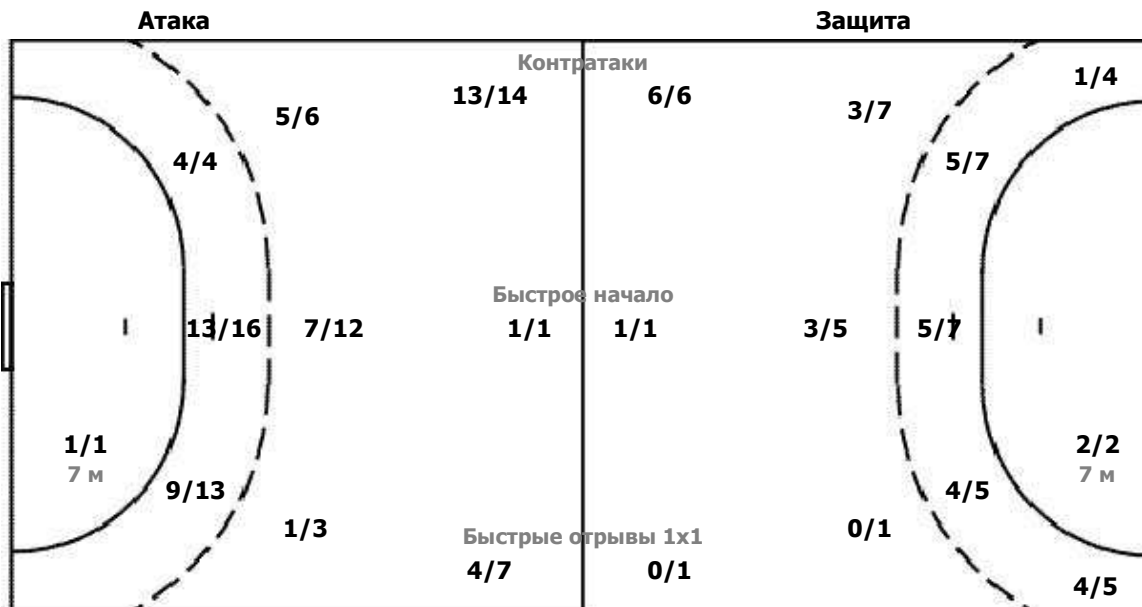 Атака Защита
Контратаки
1/4
13/14 6/6
5/6 3/7
4/4 5/7
Быстрое начало
13/16 7/12 1/1 1/1 3/5 5/7
1/1 2/2
7 м 7 м
9/13 4/5
1/3 0/1
Быстрые отрывы 1х1
4/7 0/1
4/5